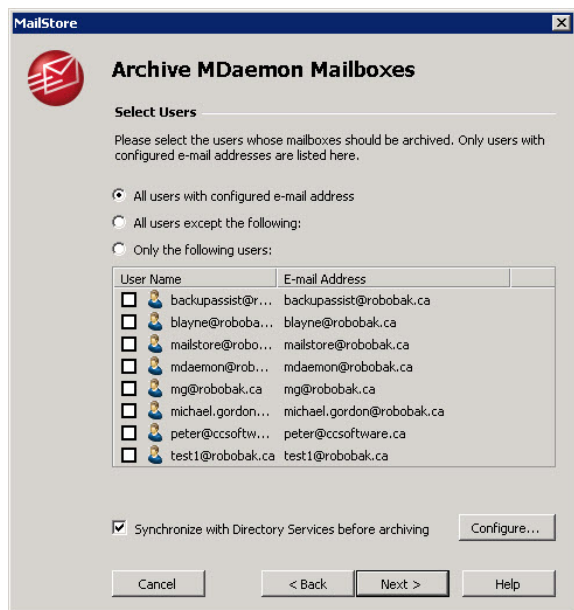 MailStore
Archive MDaemon Mailboxes
Select Users
Please select the users whose mailboxes should be archived. Only users with
configured e-mail addresses are listed here.
All users with configured e-mail address
All users except the following:
Only the following users:
User Name E-mail Address
backupassist@r... backupassist@robobak.ca
blayne@roboba... blayne@robobak.ca
mailstore@robo... mailstore@robobak.ca
mdaemon@rob... mdaemon@robobak.ca
mg@robobak.ca mg@robobak.ca
michael.gordon... michael.gordon@robobak.ca
peter@ccsoftw... peter@ccsoftware.ca
test1@robobak.ca test1@robobak.ca
Synchronize with Directory Services before archiving Configure...
Cancel < Back Next > Help